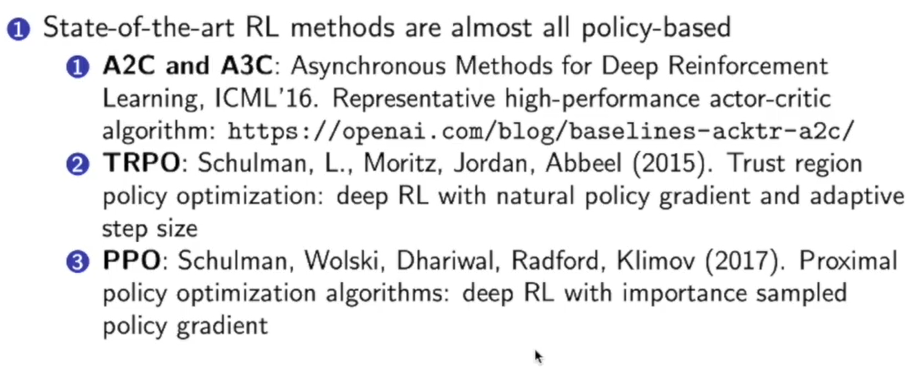 1 State-of-the-art RL methods are almost all policy-based
1 A2C and A3C: Asynchronous Methods for Deep Reinforcement
Learning, ICML'16. Representative high-performance actor-critic
algorithm: https://openai.com/blog/baselines-acktr-a2c/
2 TRPO: Schulman, L., Moritz, Jordan, Abbeel (2015). Trust region
policy optimization: deep RL with natural policy gradient and adaptive
step size
3 PPO: Schulman, Wolski, Dhariwal, Radford, Klimov (2017). Proximal
policy optimization algorithms: deep RL with importance sampled
policy gradient